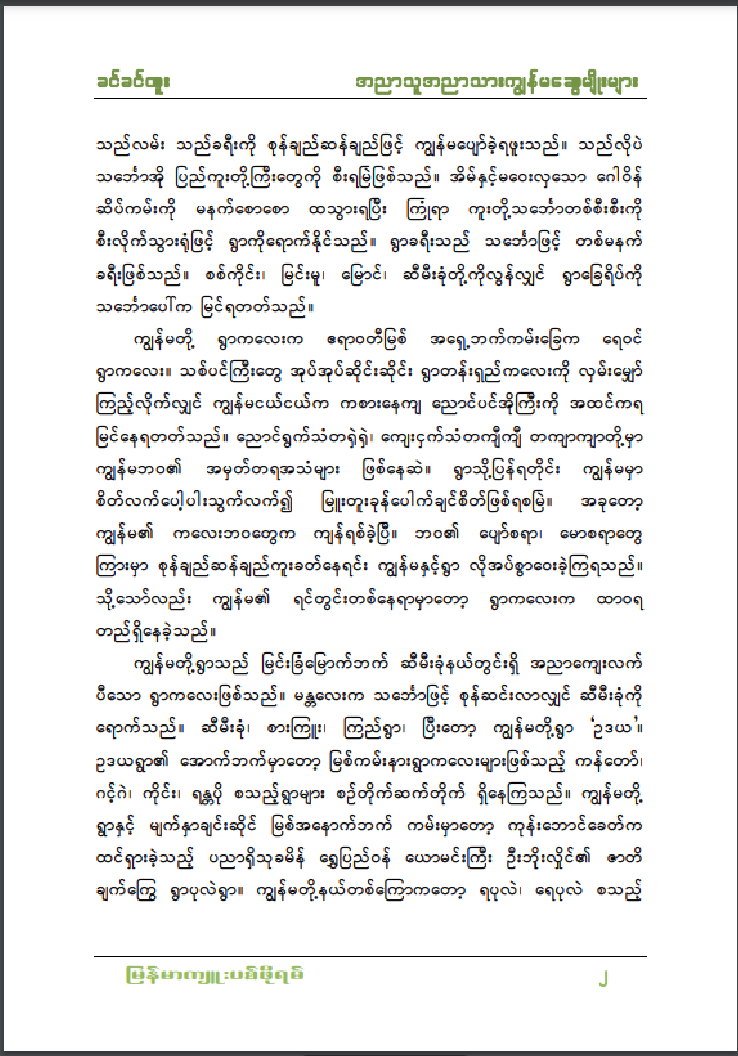 ခင်ခင်ထူး အညာသူအညာသားကျွန်မဆွေမျိုးများ
သည်လမ်း သည်ခရီးကို စုန်ချည်ဆန်ချည်ဖြင့် ကျွန်မပျော်ခဲ့ရဖူးသည်။ သည်လိုပဲ
သင်္ဘောအို ပြည်ကူးတို့ကြီးတွေကို စီးရမြဲဖြစ်သည်။ အိမ်နှင့်မဝေးလှသော ဂေါဝိန်
ဆိပ်ကမ်းကို မနက်စောစော ထသွားရပြီး ကြုံရာ ကူးတို့သင်္ဘောတစ်စီးစီးကို
စီးလိုက်သွားရုံဖြင့် ရွာကိုရောက်နိုင်သည်။ ရွာခရီးသည် သင်္ဘောဖြင့် တစ်မနက်
ခရီးဖြစ်သည်။ စစ်ကိုင်း၊ မြင်းမူ၊ မြောင်၊ ဆီမီးခုံတို့ကိုလွန်လျှင် ရွာခြေရိပ်ကို
သင်္ဘောပေါ်က မြင်ရတတ်သည်။
ကျွန်မတို့ ရွာကလေးက ဧရာဝတီမြစ် အရှေ့ဘက်ကမ်းခြေက ရေဝင်
ရွာကလေး။ သစ်ပင်ကြီးတွေ အုပ်အုပ်ဆိုင်းဆိုင်း ရွာတန်းရှည်ကလေးကို လှမ်းမျှော်
ကြည့်လိုက်လျှင် ကျွန်မငယ်ငယ်က ကစားနေကျ ညောင်ပင်အိုကြီးကို အထင်ကရ
မြင်နေရတတ်သည်။ ညောင်ရွက်သံတရှဲရှဲ၊ ကျေးငှက်သံတကျီကျီ တကျာကျာတို့မှာ
ကျွန်မဘဝ၏ အမှတ်တရအသံများ ဖြစ်နေဆဲ။ ရွာသို့ပြန်ရတိုင်း ကျွန်မမှာ
စိတ်လက်ပေါ့ပါးသွက်လက်၍ မြူးတူးခုန်ပေါက်ချင်စိတ်ဖြစ်ရစမြဲ။ အခုတော့
ကျွန်မ၏ ကလေးဘဝတွေက ကျန်ရစ်ခဲ့ပြီ။ ဘဝ၏ ပျော်စရာ၊ မောစရာတွေ
ကြားမှာ စုန်ချည်ဆန်ချည်ကူးခတ်နေရင်း ကျွန်မနှင့်ရွာ လိုအပ်စွာဝေးခဲ့ကြရသည်။
သို့သော်လည်း ကျွန်မ၏ ရင်တွင်းတစ်နေရာမှာတော့ ရွာကလေးက ထာဝရ
တည်ရှိနေခဲ့သည်။
ကျွန်မတို့ရွာသည် မြင်းခြံမြောက်ဘက် ဆီမီးခုံနယ်တွင်းရှိ အညာကျေးလက်
ပီသော ရွာကလေးဖြစ်သည်။ မန္တလေးက သင်္ဘောဖြင့် စုန်ဆင်းလာလျှင် ဆီမီးခုံကို
ရောက်သည်။ ဆီမီးခုံ၊ စားကြူး၊ ကြည်ရွာ၊ ပြီးတော့ ကျွန်မတို့ရွာ ‘ဥဒယ’။
ဥဒယရွာ၏ အောက်ဘက်မှာတော့ မြစ်ကမ်းနားရွာကလေးများဖြစ်သည့် ကန်တော်၊
ဂင့်ဂဲ၊ ကိုင်း၊ ရန္တပို စသည့်ရွာများ စဉ်တိုက်ဆက်တိုက် ရှိနေကြသည်။ ကျွန်မတို့
ရွာနှင့် မျက်နှာချင်းဆိုင် မြစ်အနောက်ဘက် ကမ်းမှာတော့ ကုန်းဘောင်ခေတ်က
ထင်ရှားခဲ့သည့် ပညာရှိသုခမိန် ရွှေပြည်ဝန် ယောမင်းကြီး ဦးဘိုးလှိုင်၏ ဇာတိ
ချက်ကြွေ ရွာပုလဲရွာ။ ကျွန်မတို့နယ်တစ်ကြောကတော့ ရပုလဲ၊ ရေပုလဲ စသည့်
မြန်မာကျူးပစ်ဖိုရမ် ၂